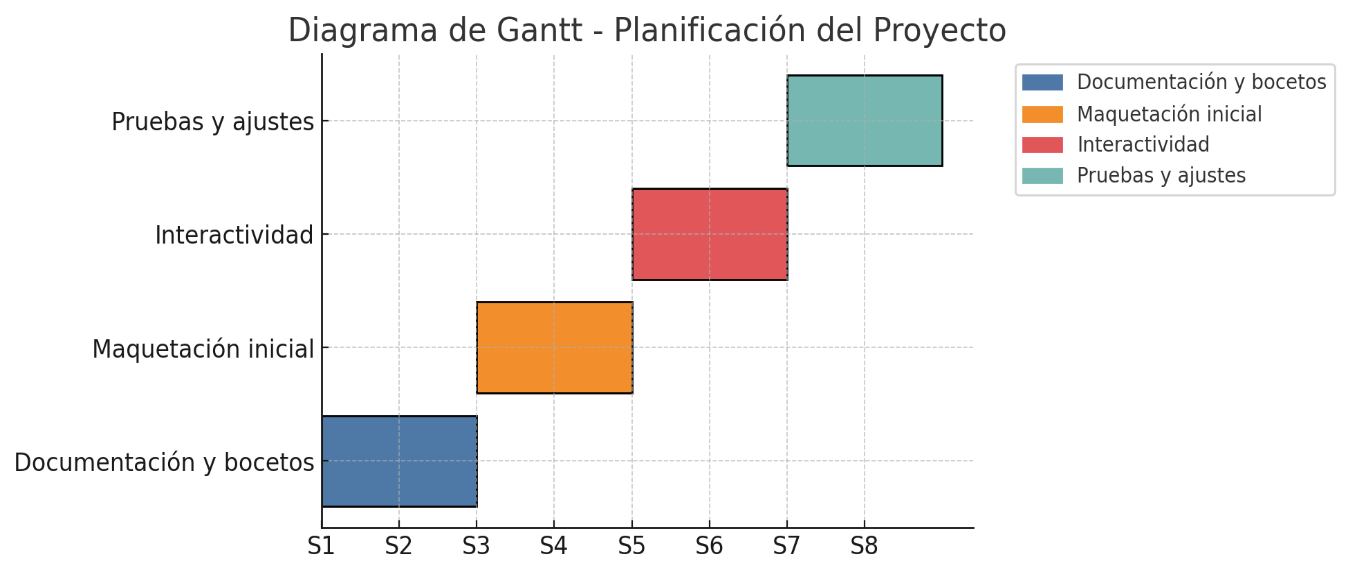 Diagrama de Gantt - Planificación del Proyecto
Pruebas y ajustes
Interactividad
Maquetación inicial
Documentación y bocetos
S1 S2 S3 S4 S5 S6 S7 S8
Documentación y bocetos
Maquetación inicial
Interactividad
Pruebas y ajustes